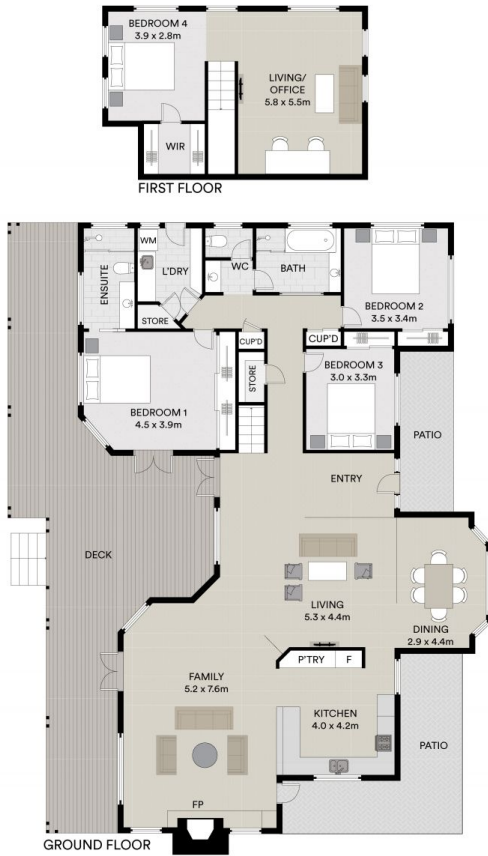 BEDROOM 4
3.9 x 2.8m
LIVING/
OFFICE
5.8 x 5.5m
WIR
FIRST FLOOR
WM
L'DRY
WC
BATH
ENSUITE
STORE
BEDROOM 2
3.5 x 3.4m
CUP'D
CUP'D
STORE
BEDROOM 3
3.0 x 3.3m
BEDROOM 1
4.5 x 3.9m
PATIO
ENTRY
DECK
LIVING
5.3 x 4.4m
DINING
2.9 x 4.4m
P'TRY
F
FAMILY
5.2 x 7.6m
KITCHEN
4.0 x 4.2m
PATIO
FP
GROUND FLOOR